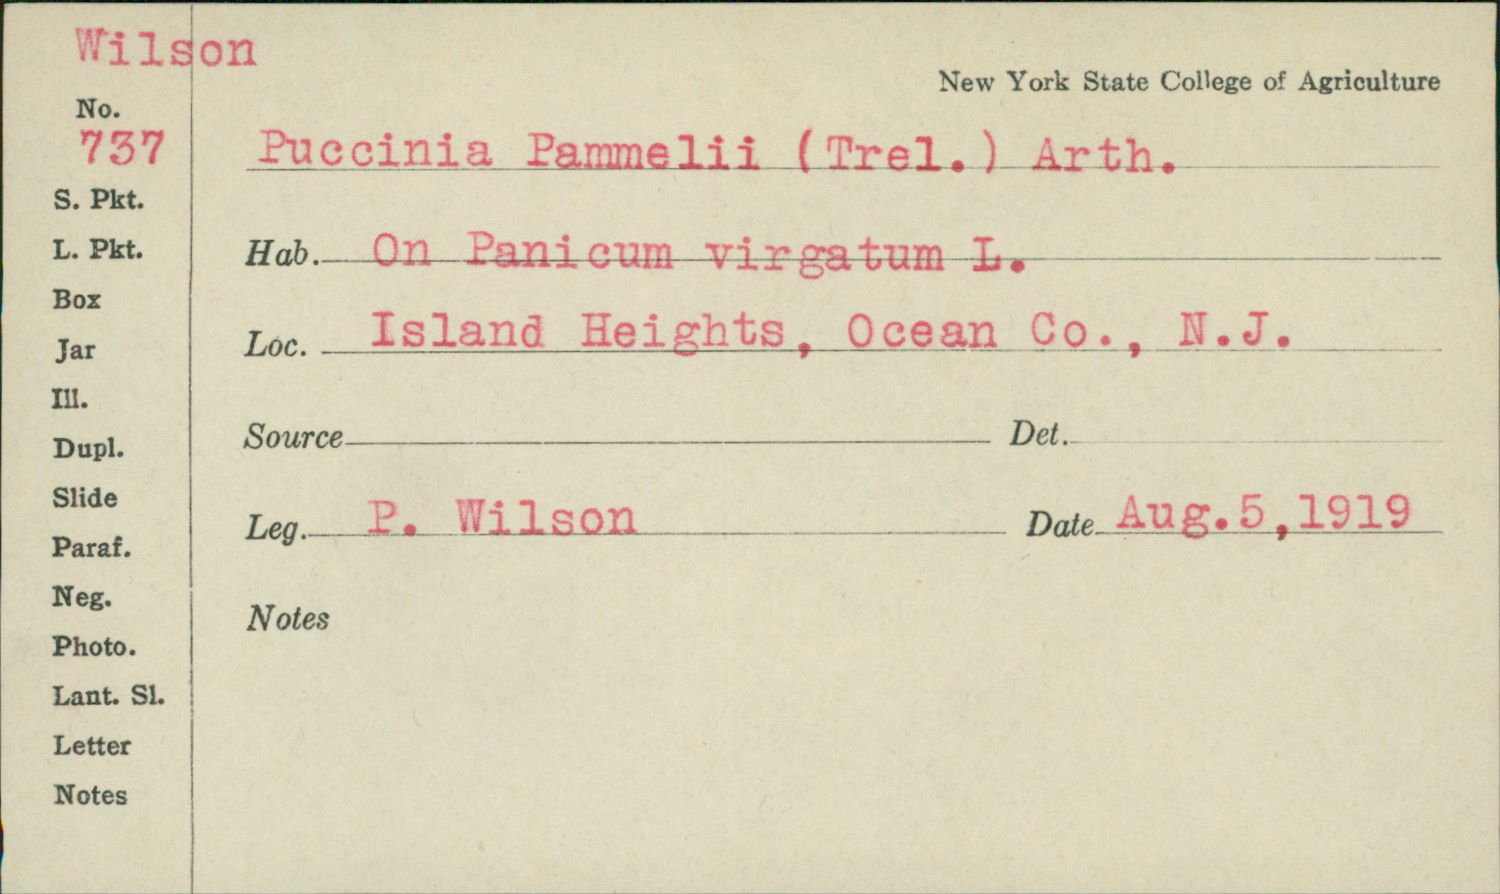 Wilson
New York State College of Agriculture
No.
737
Puccinia Pammelii (Trel.) Arth.
S. Pkt.
L. Pkt.
Hab. On Panicum virgatum L.
Box
Jar
Loc. Island Heights, Ocean Co., N.J.
Ill.
Dupl.
Source Det.
Slide
Leg. P. Wilson Date Aug.5,1919
Paraf.
Neg.
Notes
Photo.
Lant. Sl.
Letter
Notes